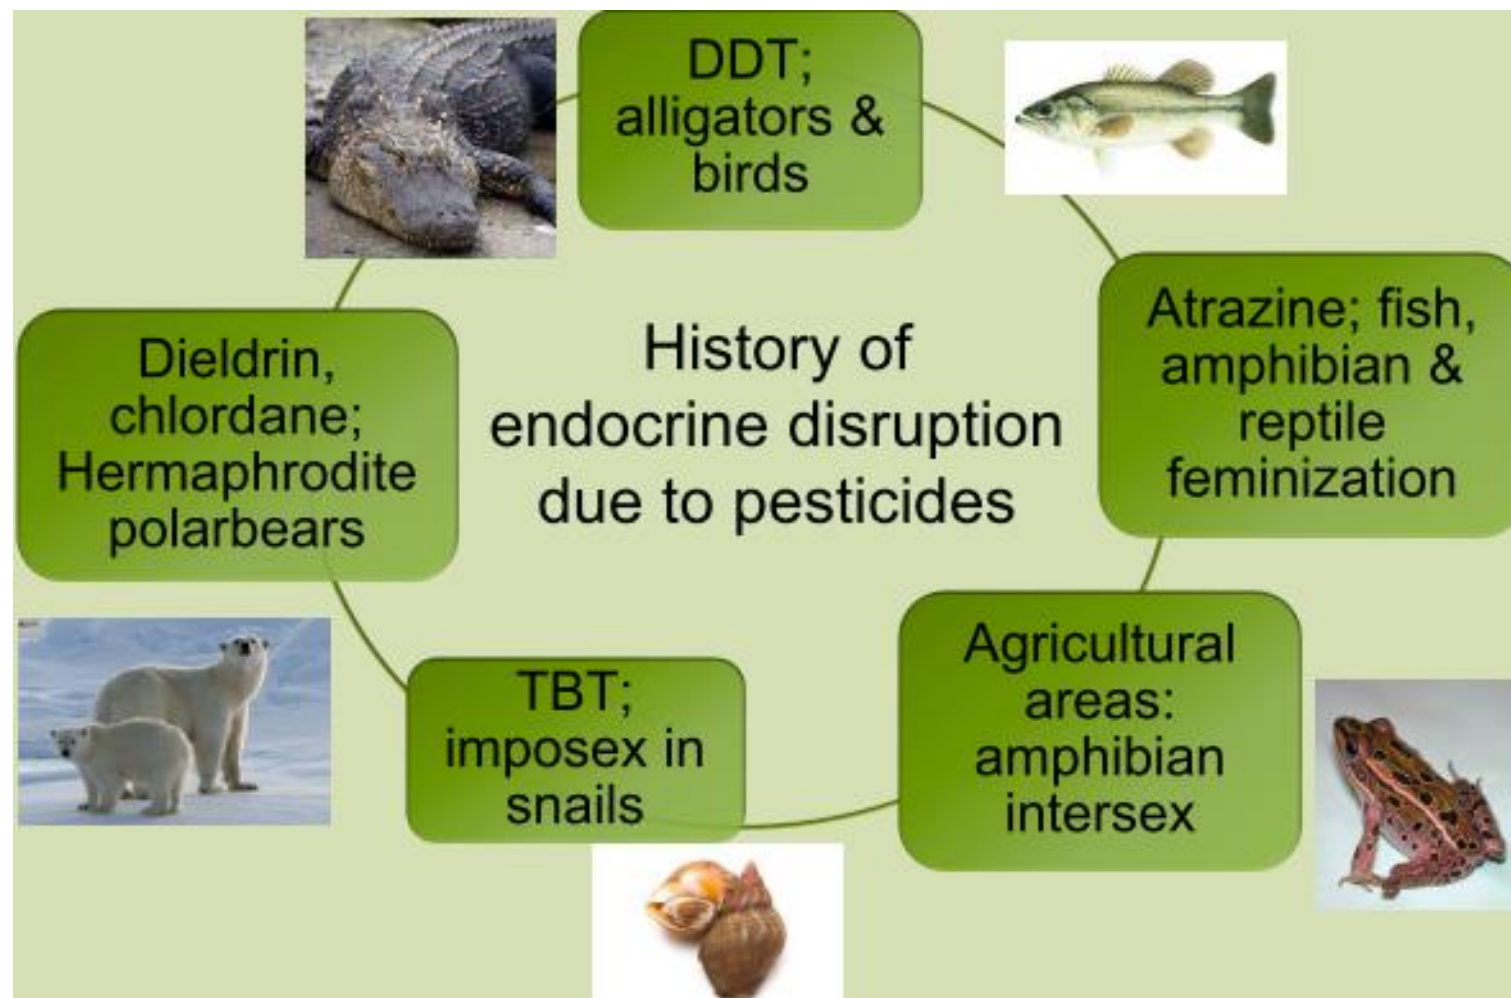 DDT;
alligators &
birds
Atrazine; fish,
amphibian &
reptile
feminization
Agricultural
areas:
amphibian
intersex
TBT;
imposex in
snails
Dieldrin,
chlordane;
Hermaphrodite
polarbears
History of
endocrine disruption
due to pesticides